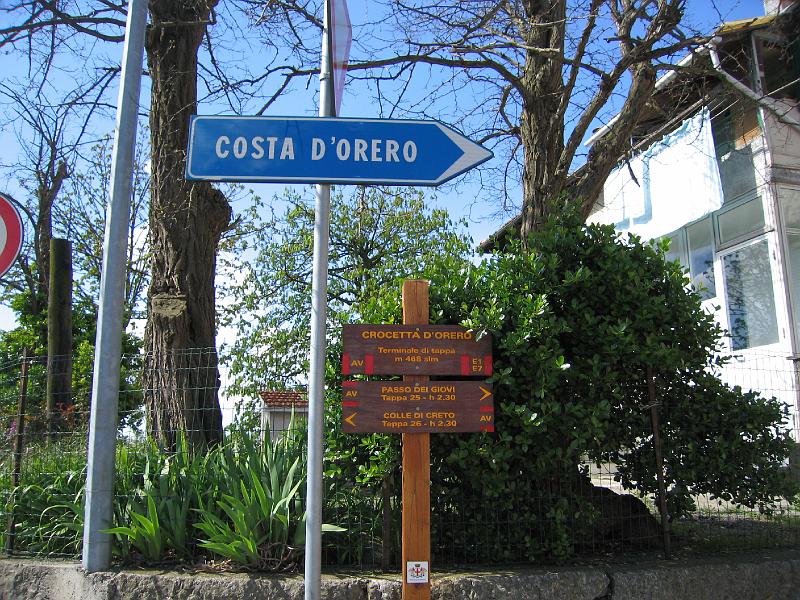 COSTA D'ORERO
CROCETTA D'ORERO
Terminale di tappa
m 468 slm
AV E1
E7
PASSO DEI GIOVI
AV Tappa 25 - h 2.30
COLLE DI CRETO
Tappa 26 - h 2.30 AV